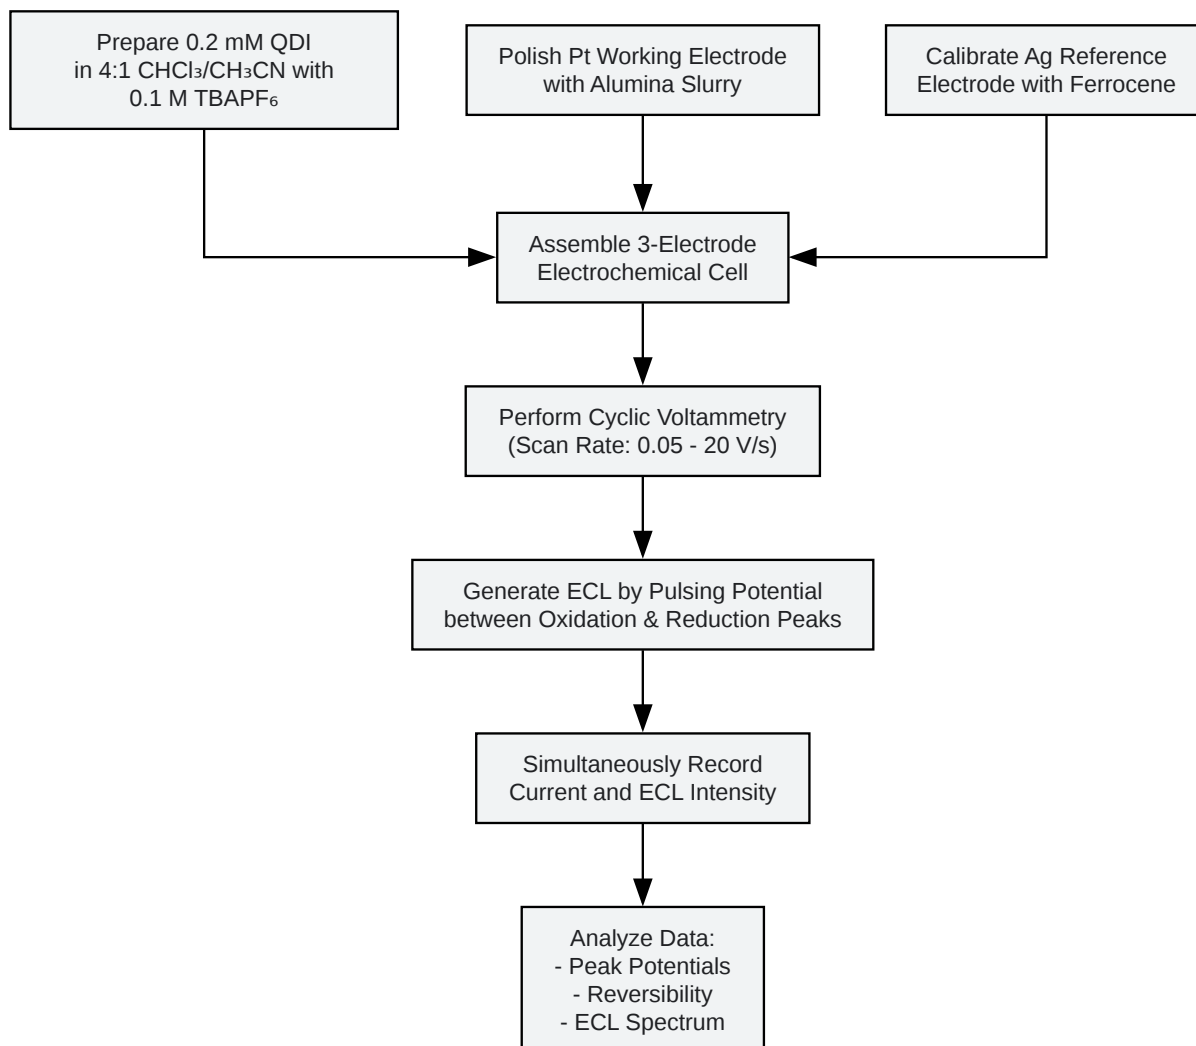 Prepare 0.2 mM QDI
in 4:1 CHCl₃/CH₃CN with
0.1 M TBAPF₆
Polish Pt Working Electrode
with Alumina Slurry
Calibrate Ag Reference
Electrode with Ferrocene
Assemble 3-Electrode
Electrochemical Cell
Perform Cyclic Voltammetry
(Scan Rate: 0.05 - 20 V/s)
Generate ECL by Pulsing Potential
between Oxidation & Reduction Peaks
Simultaneously Record
Current and ECL Intensity
Analyze Data:
- Peak Potentials
- Reversibility
- ECL Spectrum